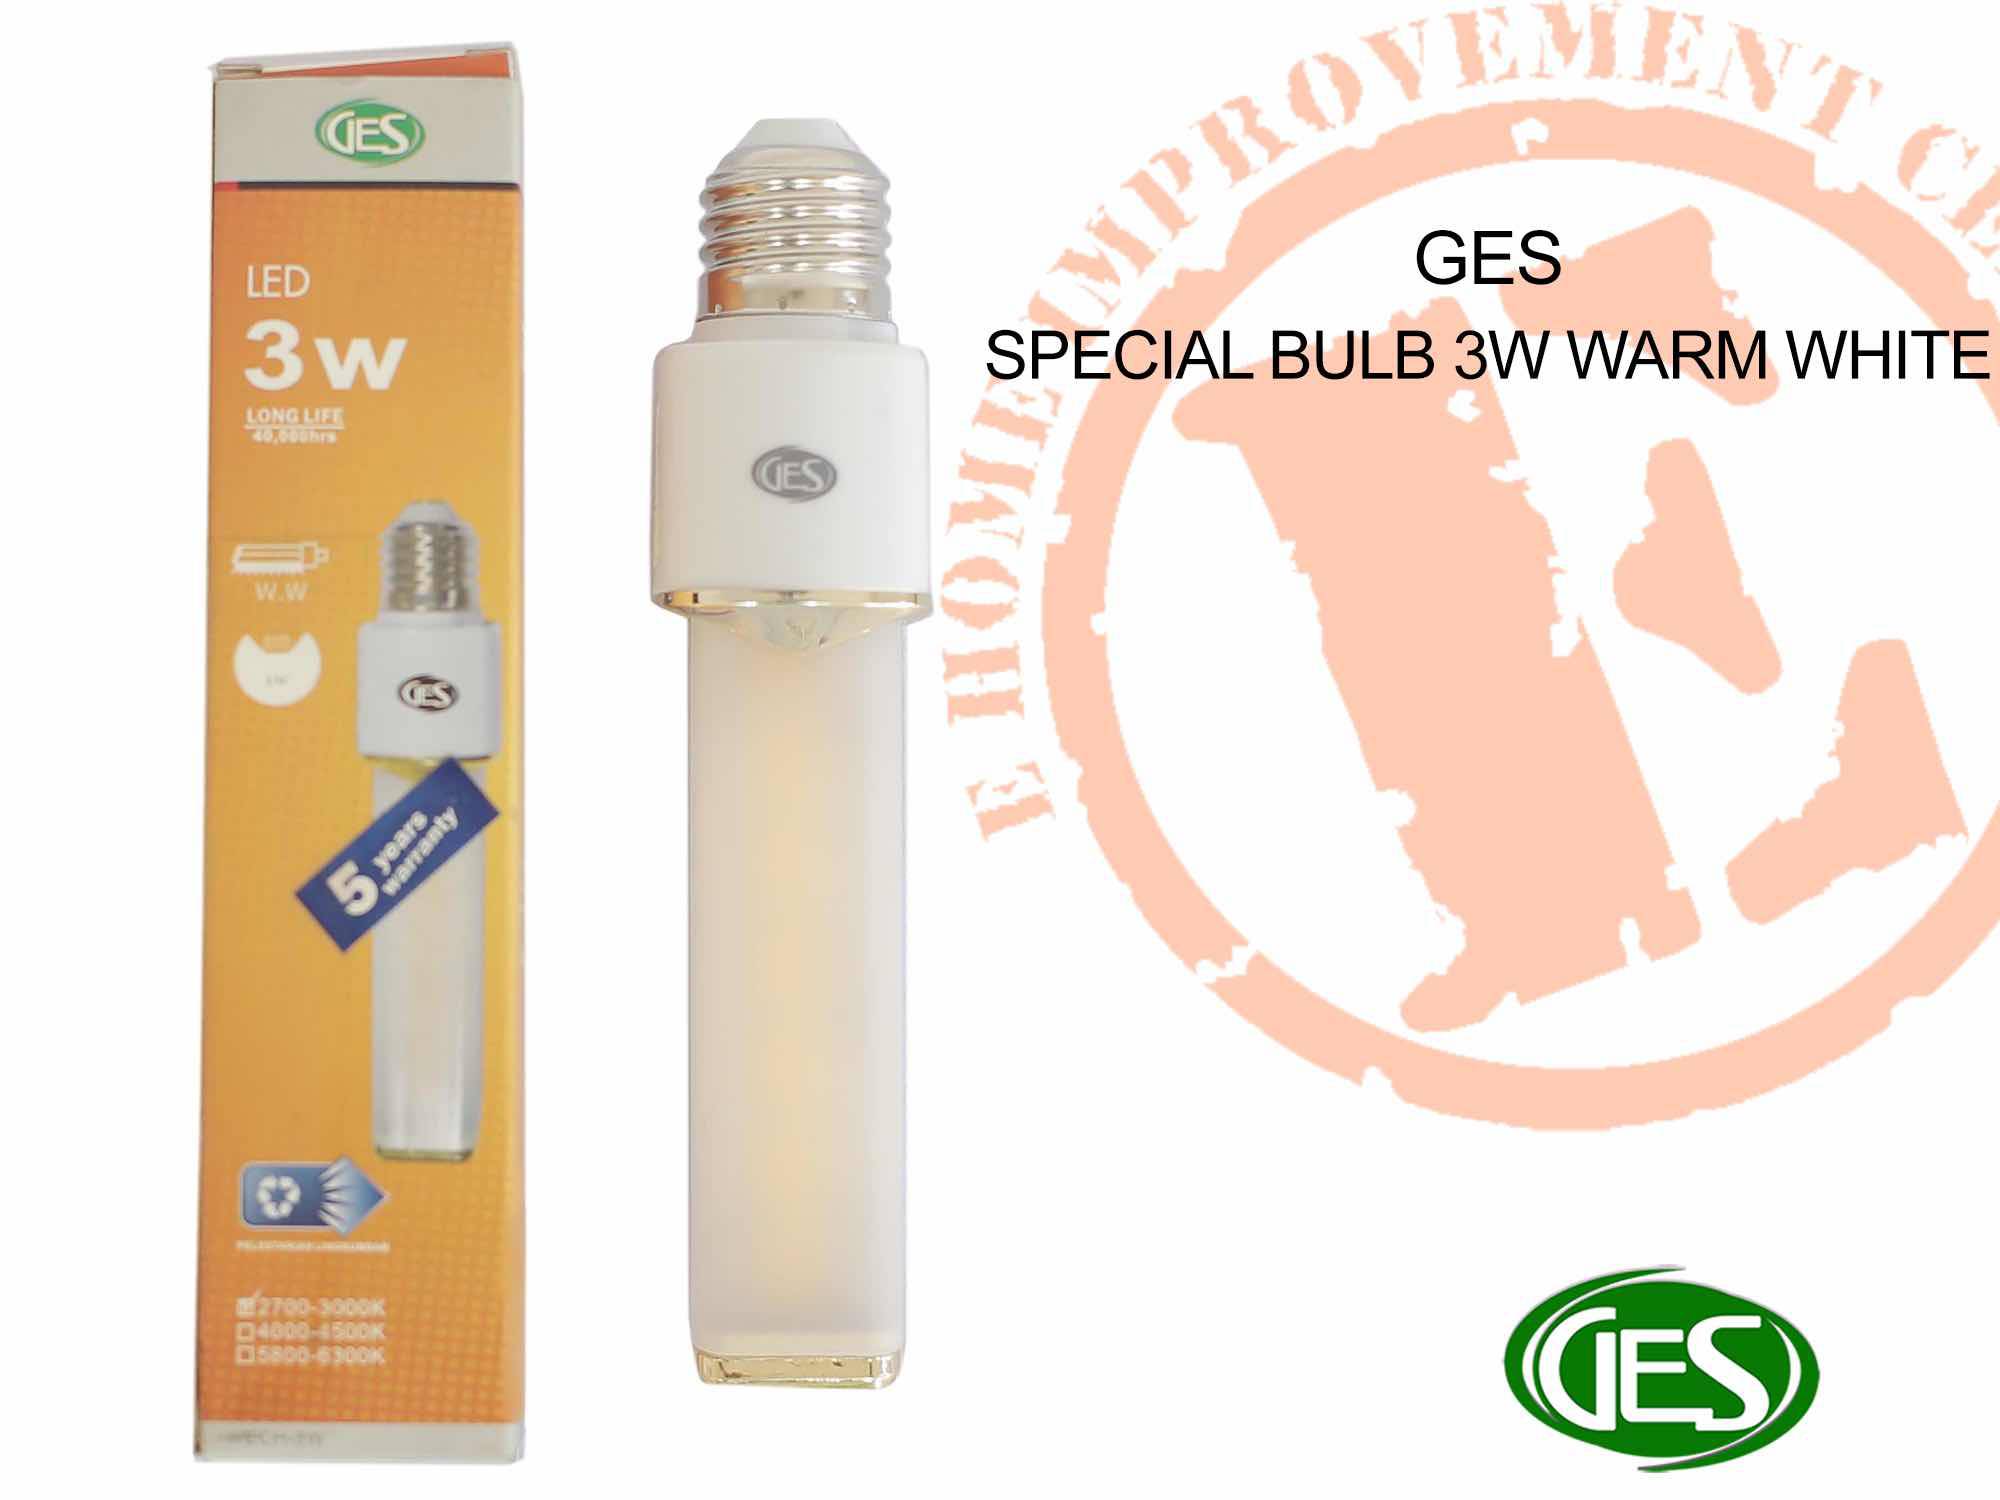 GES
LED
3w
LONG LIFE
40,000hrs
W.W
GES
5 years
warranty
2700-3000K
4000-4500K
5800-6300K
GES
E HOME IMPROVEMENT
GES
SPECIAL BULB 3W WARM WHITE
GES